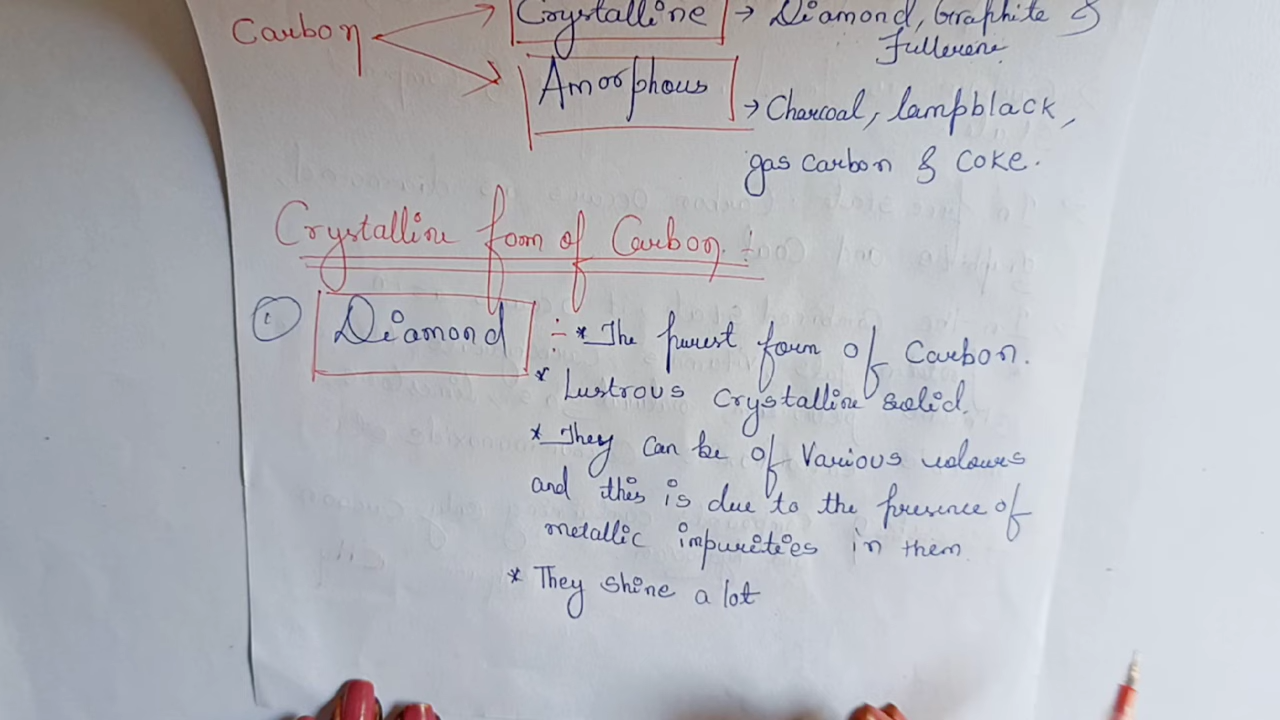 Carbon → Crystalline → Diamond, Graphite &
Fullerene.
Amorphous → Charcoal, lampblack,
gas carbon & coke.
Crystalline form of Carbon :
① Diamond :- * The purest form of Carbon.
* Lustrous crystalline solid.
* They can be of various colours
and this is due to the presence of
metallic impurities in them
* They shine a lot